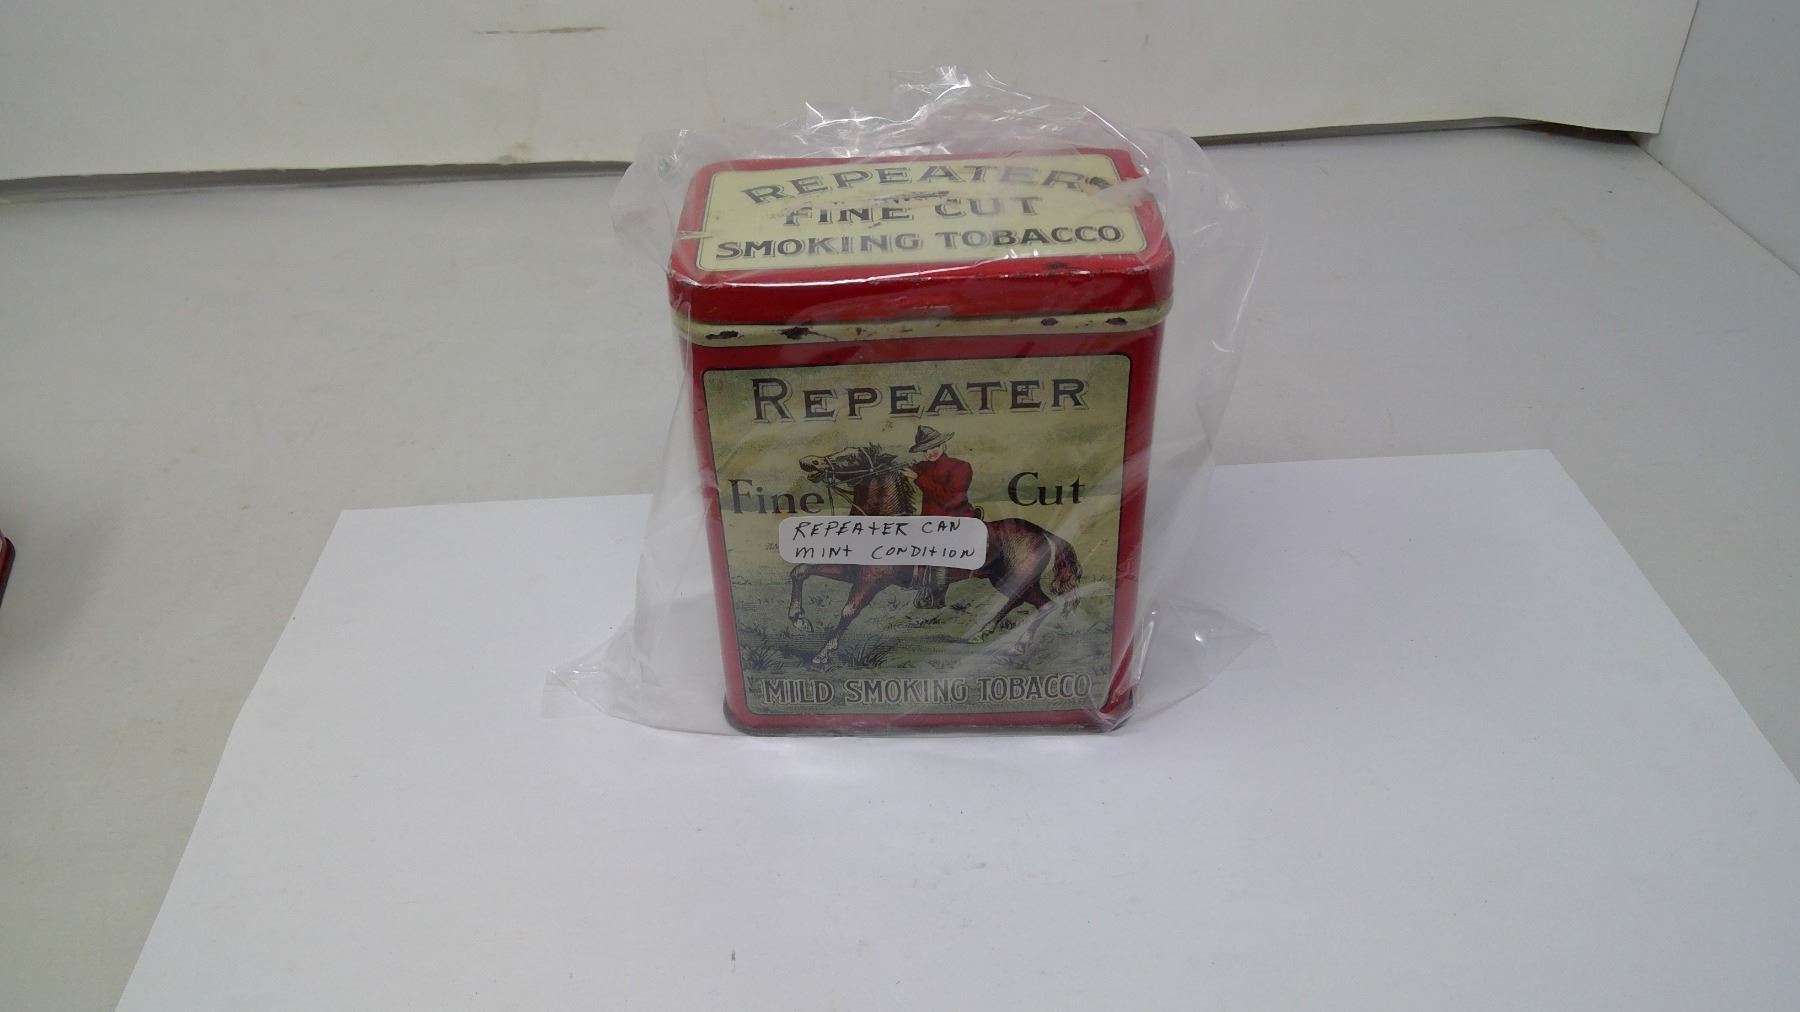 REPEATER
FINE CUT
SMOKING TOBACCO
REPEATER
Fine Cut
REPEATER CAN
MINT CONDITION
MILD SMOKING TOBACCO